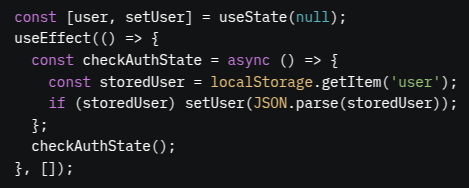 const [user, setUser] = useState(null);
useEffect(() => {
  const checkAuthState = async () => {
    const storedUser = localStorage.getItem('user');
    if (storedUser) setUser(JSON.parse(storedUser));
  };
  checkAuthState();
}, []);